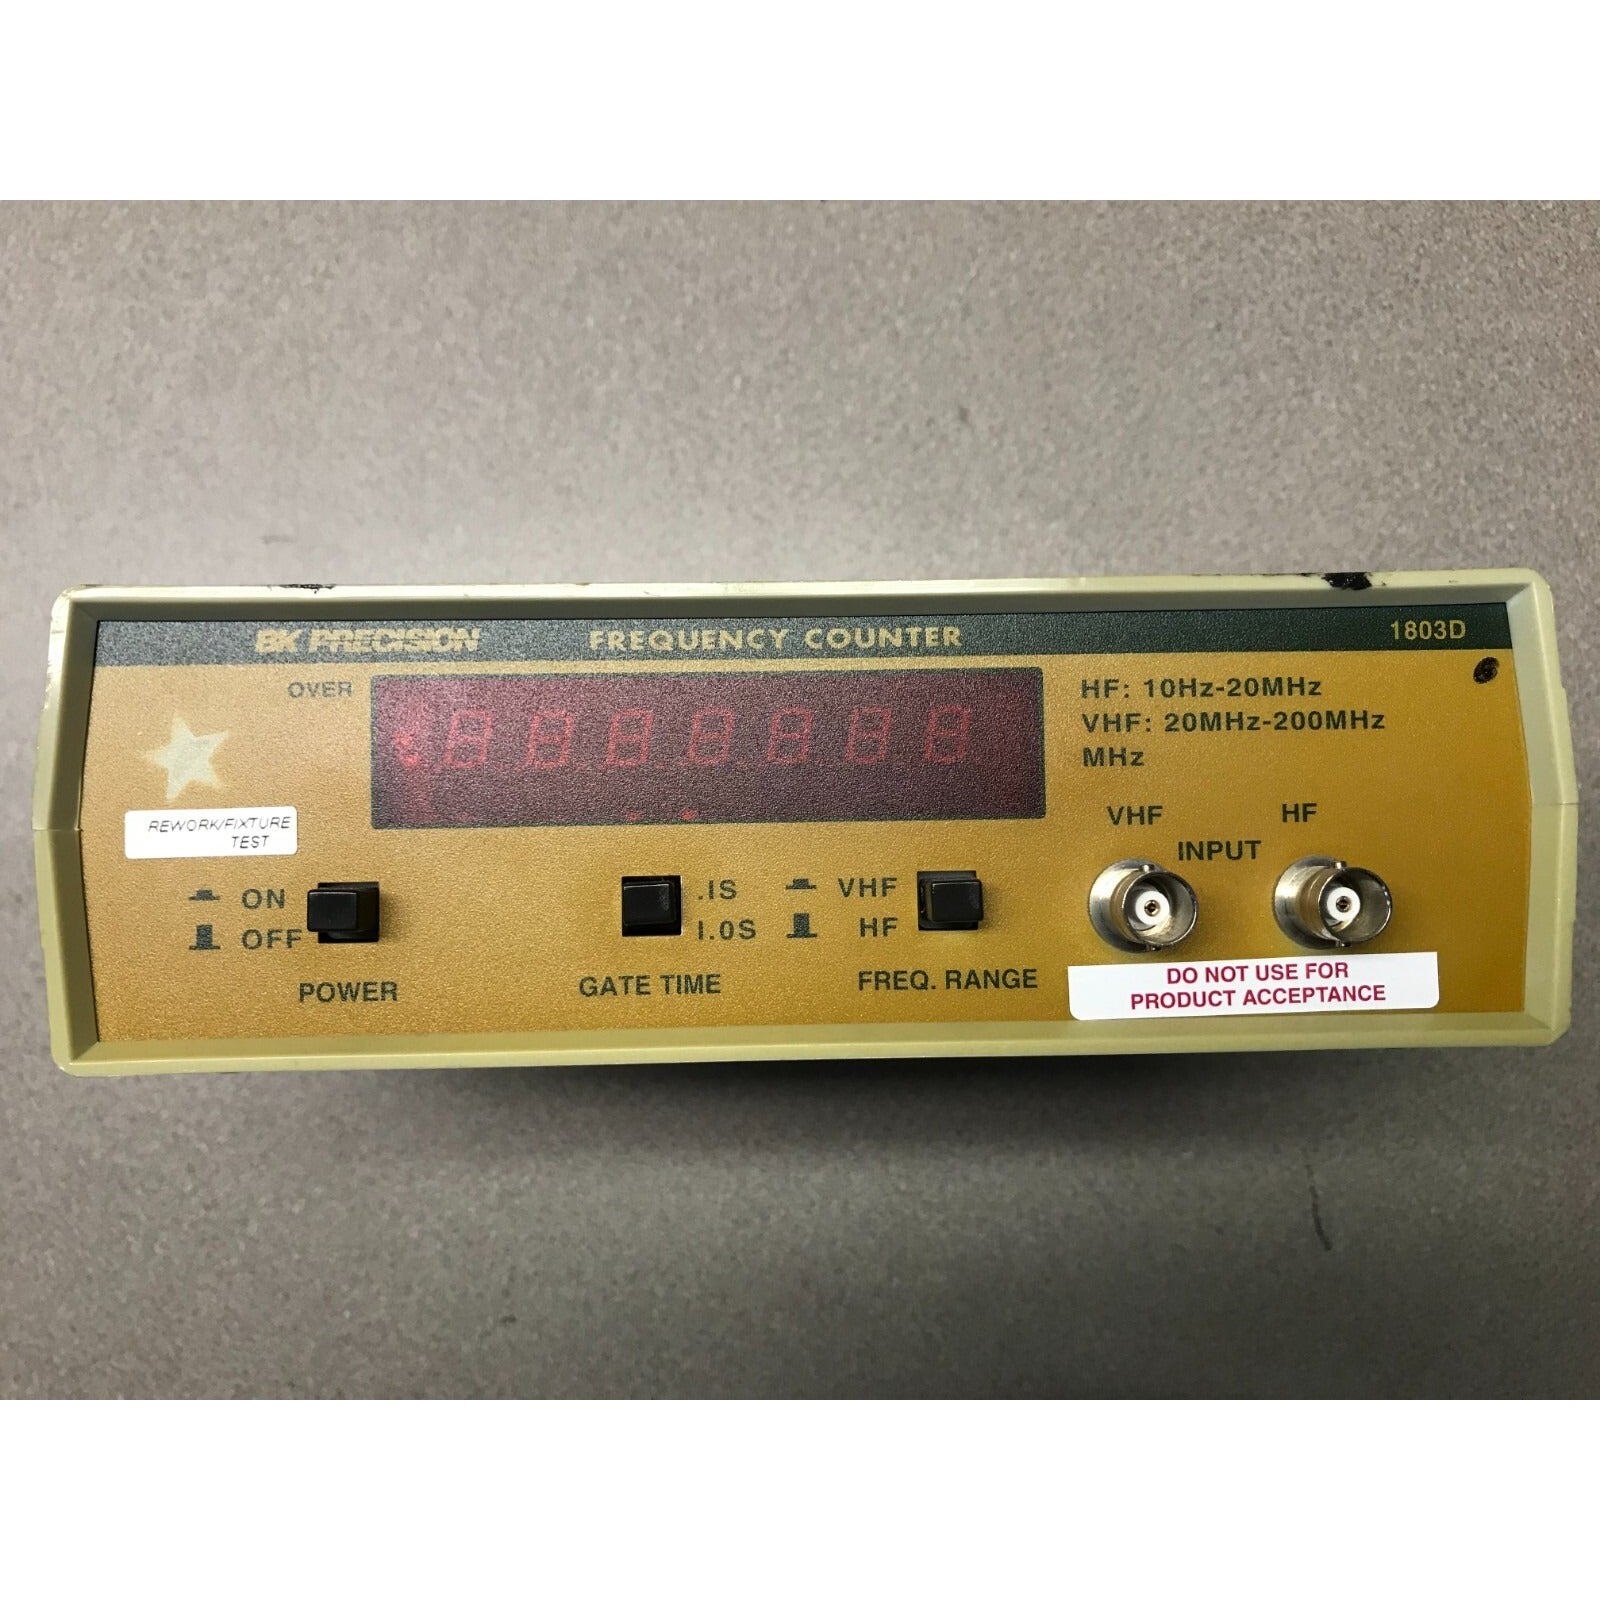 BK PRECISION FREQUENCY COUNTER 1803D
OVER
HF: 10Hz-20MHz
VHF: 20MHz-200MHz
MHz
REWORK/FIXTURE
TEST
VHF HF
INPUT
ON
OFF
POWER
.1S
1.0S
GATE TIME
VHF
HF
FREQ. RANGE
DO NOT USE FOR
PRODUCT ACCEPTANCE